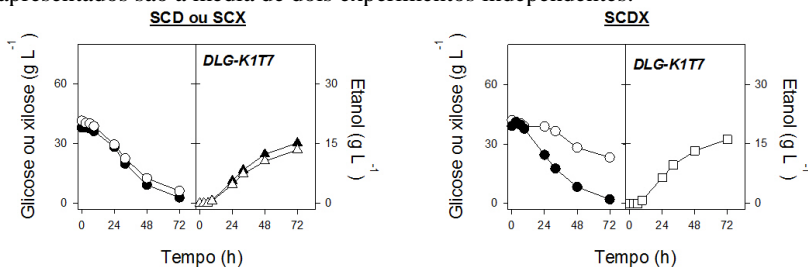 apresentados são a média de dois experimentos independentes.
SCD ou SCX
SCDX
Glicose ou xilose (g L⁻¹)
60
30
0
DLG-K1T7
30
15
0
Etanol (g L⁻¹)
0 24 48 72 0 24 48 72
Tempo (h)
Glicose ou xilose (g L⁻¹)
60
30
0
DLG-K1T7
30
15
0
Etanol (g L⁻¹)
0 24 48 72 0 24 48 72
Tempo (h)